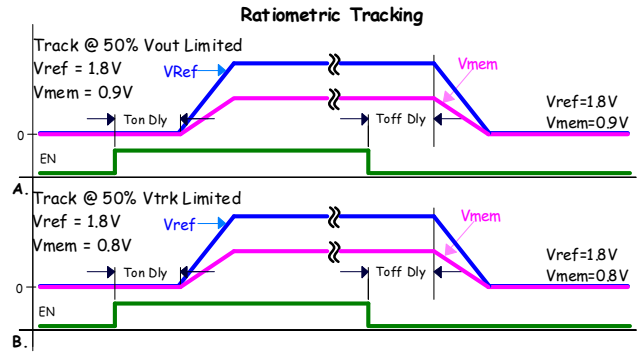 Ratiometric Tracking
Track @ 50% Vout Limited
Vref = 1.8V
Vmem = 0.9V
VRef
Vmem
Vref=1.8V
Vmem=0.9V
Ton Dly
Toff Dly
0
EN
A.
Track @ 50% Vtrk Limited
Vref = 1.8V
Vmem = 0.8V
Vref
Vmem
Vref=1.8V
Vmem=0.8V
Ton Dly
Toff Dly
0
EN
B.